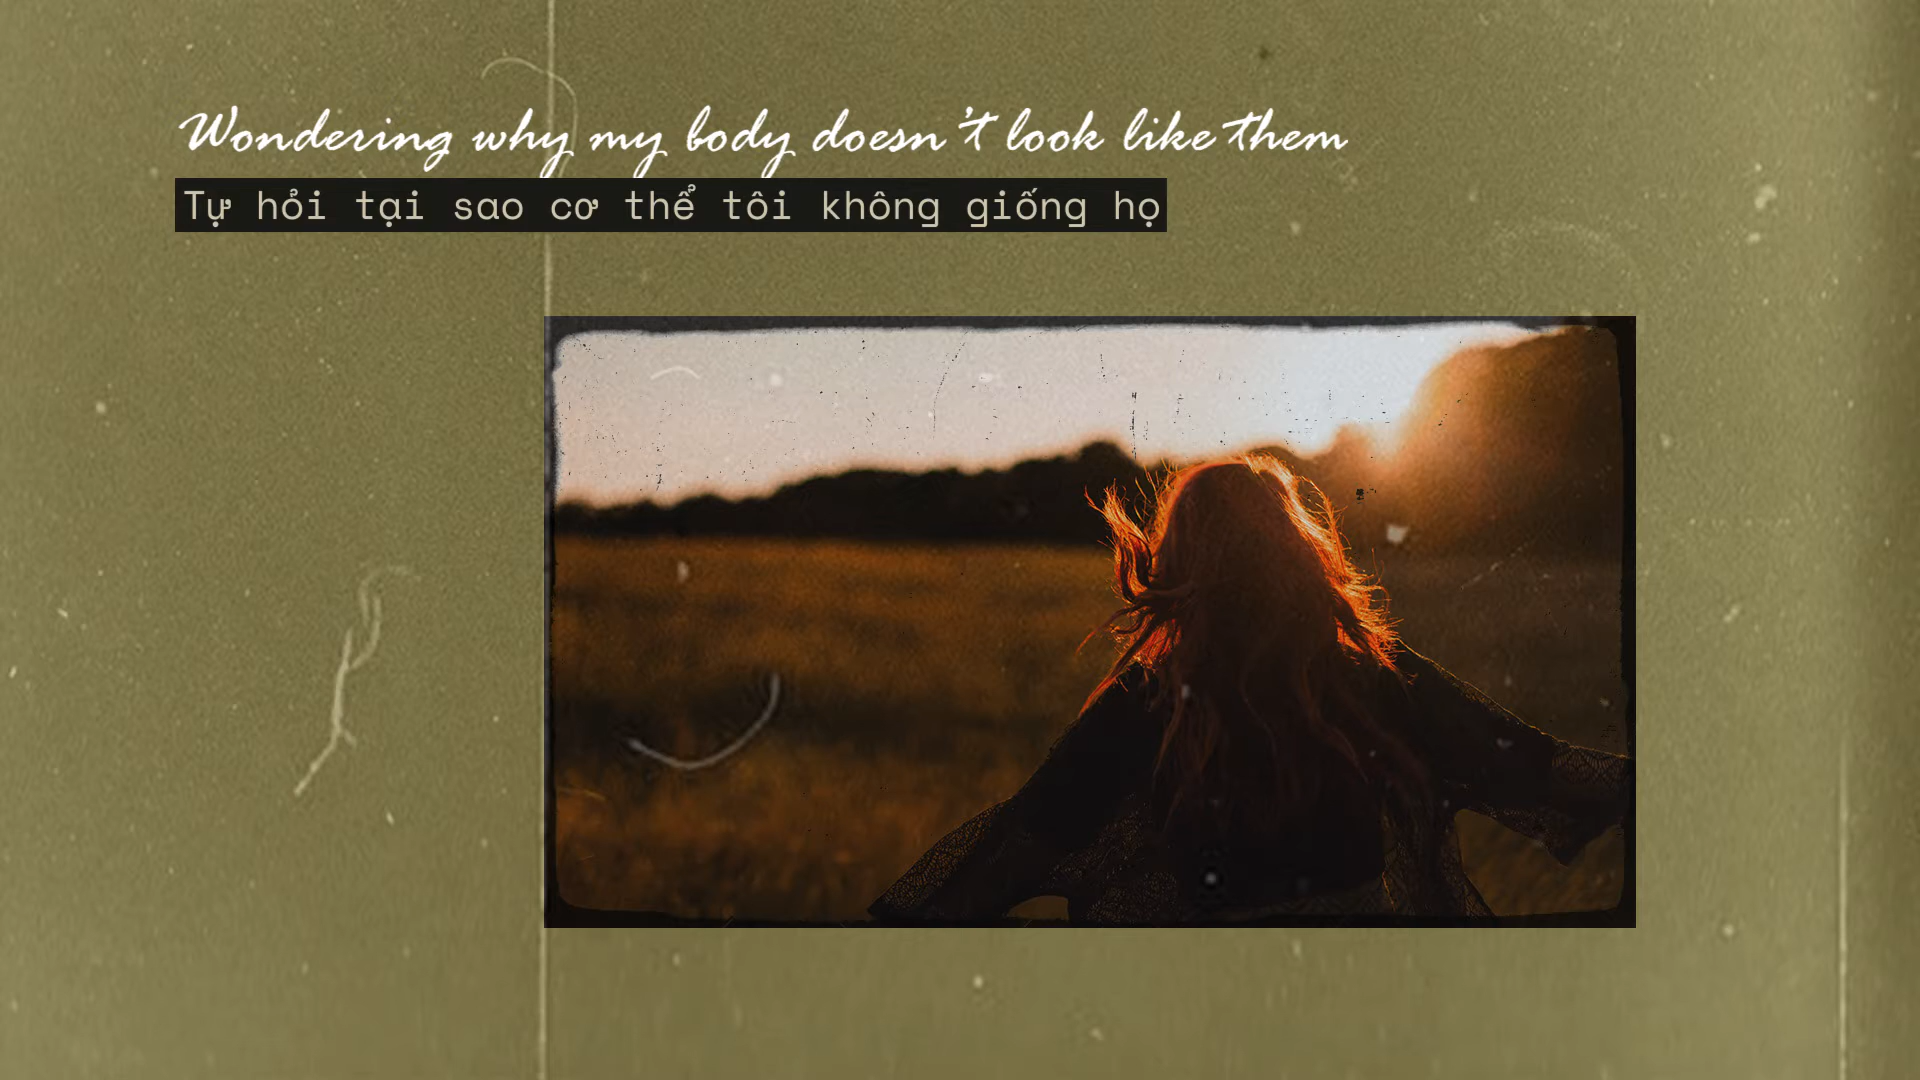 Wondering why my body doesn't look like them
Tự hỏi tại sao cơ thể tôi không giống họ